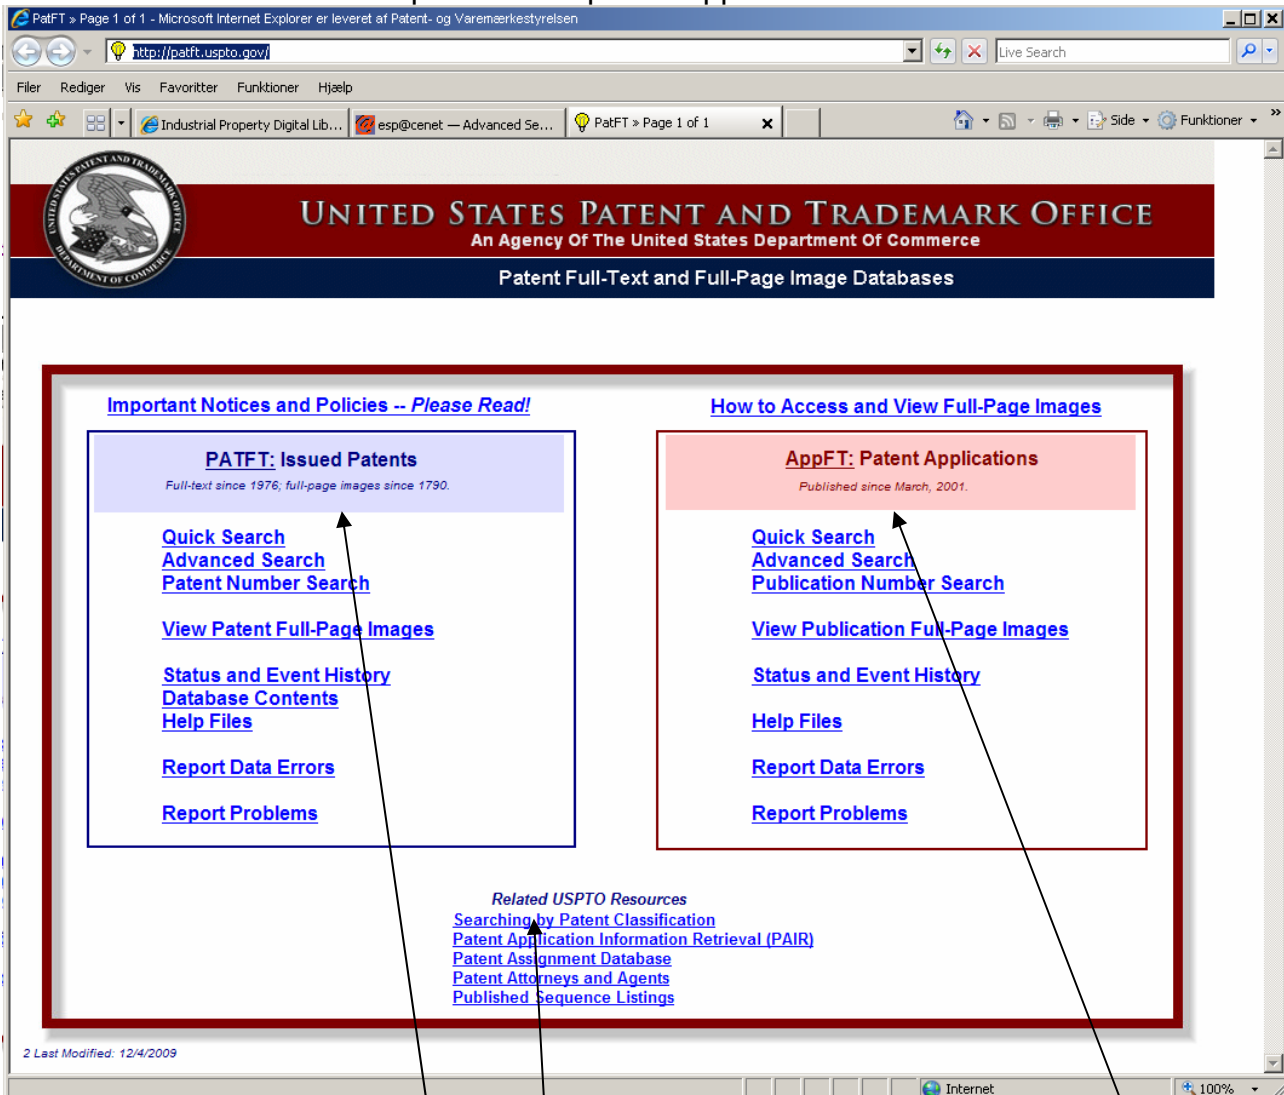 PatFT » Page 1 of 1 - Microsoft Internet Explorer er leveret af Patent- og Varemærkestyrelsen
http://patft.uspto.gov/
Live Search
Filer Rediger Vis Favoritter Funktioner Hjælp
Industrial Property Digital Lib... esp@cenet — Advanced Se... PatFT » Page 1 of 1 Side Funktioner »
UNITED STATES PATENT AND TRADEMARK OFFICE
DEPARTMENT OF COMMERCE
UNITED STATES PATENT AND TRADEMARK OFFICE
An Agency Of The United States Department Of Commerce
Patent Full-Text and Full-Page Image Databases
Important Notices and Policies -- Please Read!
How to Access and View Full-Page Images
PATFT: Issued Patents
Full-text since 1976; full-page images since 1790.
Quick Search
Advanced Search
Patent Number Search
View Patent Full-Page Images
Status and Event History
Database Contents
Help Files
Report Data Errors
Report Problems
AppFT: Patent Applications
Published since March, 2001.
Quick Search
Advanced Search
Publication Number Search
View Publication Full-Page Images
Status and Event History
Help Files
Report Data Errors
Report Problems
Related USPTO Resources
Searching by Patent Classification
Patent Application Information Retrieval (PAIR)
Patent Assignment Database
Patent Attorneys and Agents
Published Sequence Listings
2 Last Modified: 12/4/2009
Internet 100%